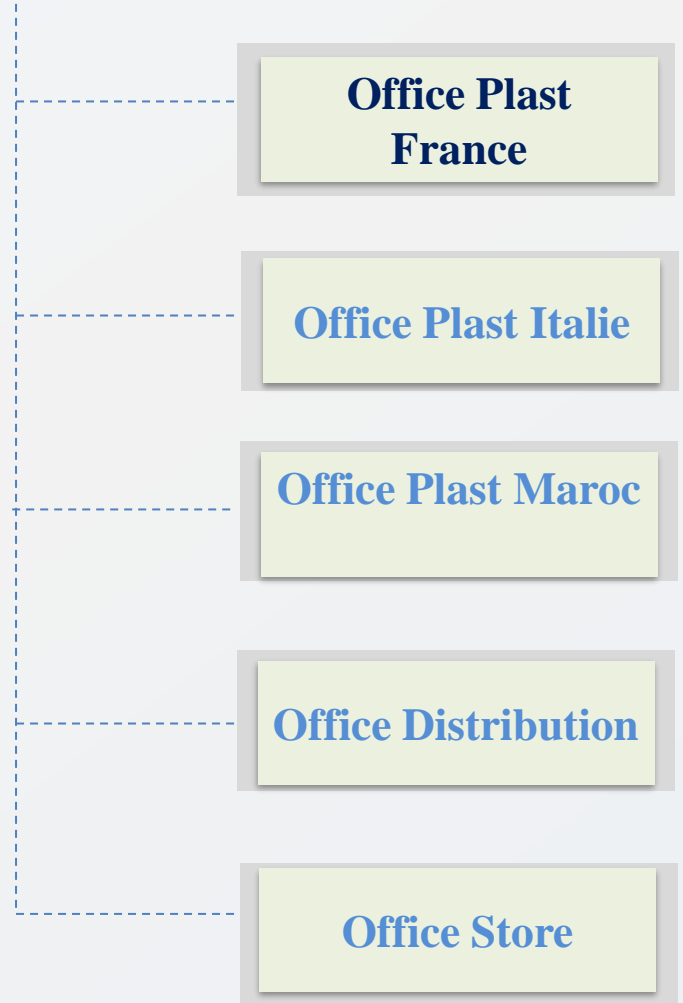 Office Plast
France
Office Plast Italie
Office Plast Maroc
Office Distribution
Office Store